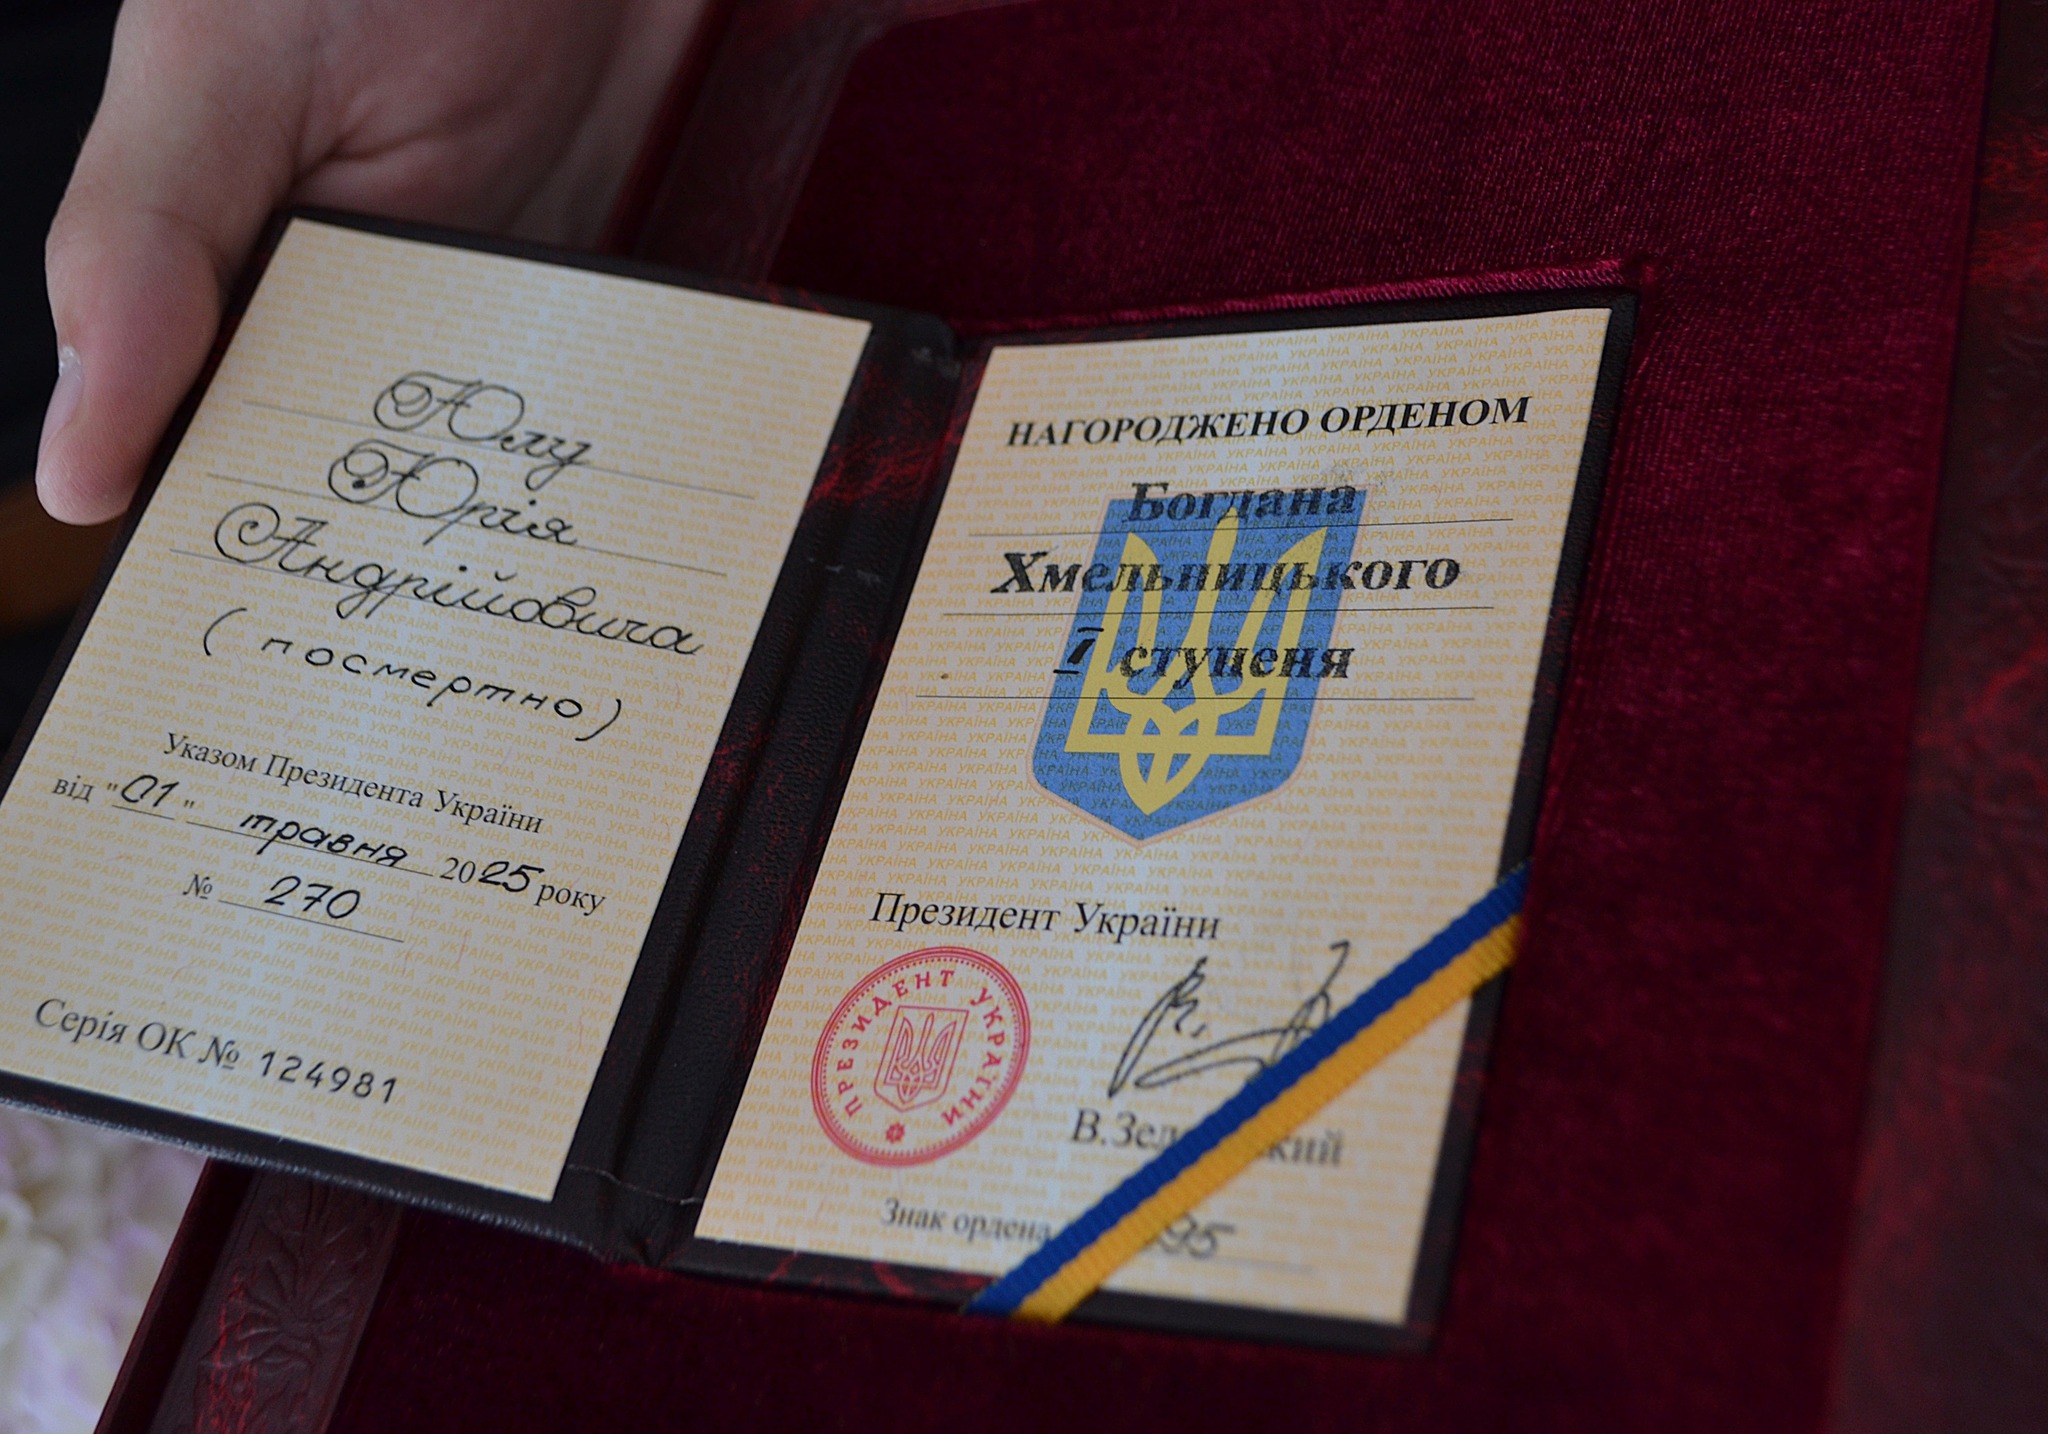 Юлу
Юрія
Андрійовича
(посмертно)
Указом Президента України
від "01" травня 2025 року
№ 270
Серія ОК № 124981
НАГОРОДЖЕНО ОРДЕНОМ
Богдана
Хмельницького
І ступеня
Президент України
ПРЕЗИДЕНТ УКРАЇНИ
В.Зеленський
Знак ордена